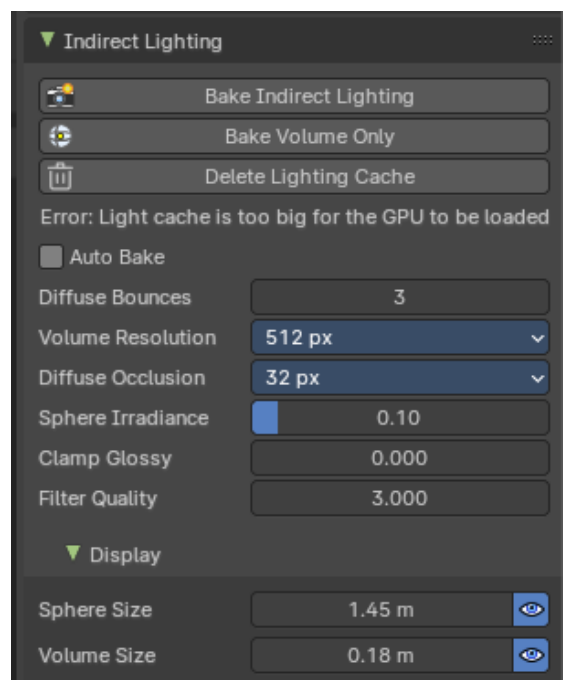 Indirect Lighting
Bake Indirect Lighting
Bake Volume Only
Delete Lighting Cache
Error: Light cache is too big for the GPU to be loaded
Auto Bake
Diffuse Bounces 3
Volume Resolution 512 px
Diffuse Occlusion 32 px
Sphere Irradiance 0.10
Clamp Glossy 0.000
Filter Quality 3.000
Display
Sphere Size 1.45 m
Volume Size 0.18 m